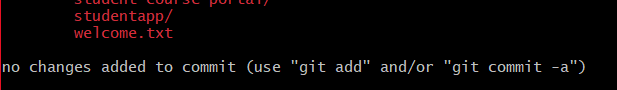 student course portal/
studentapp/
welcome.txt
no changes added to commit (use "git add" and/or "git commit -a")